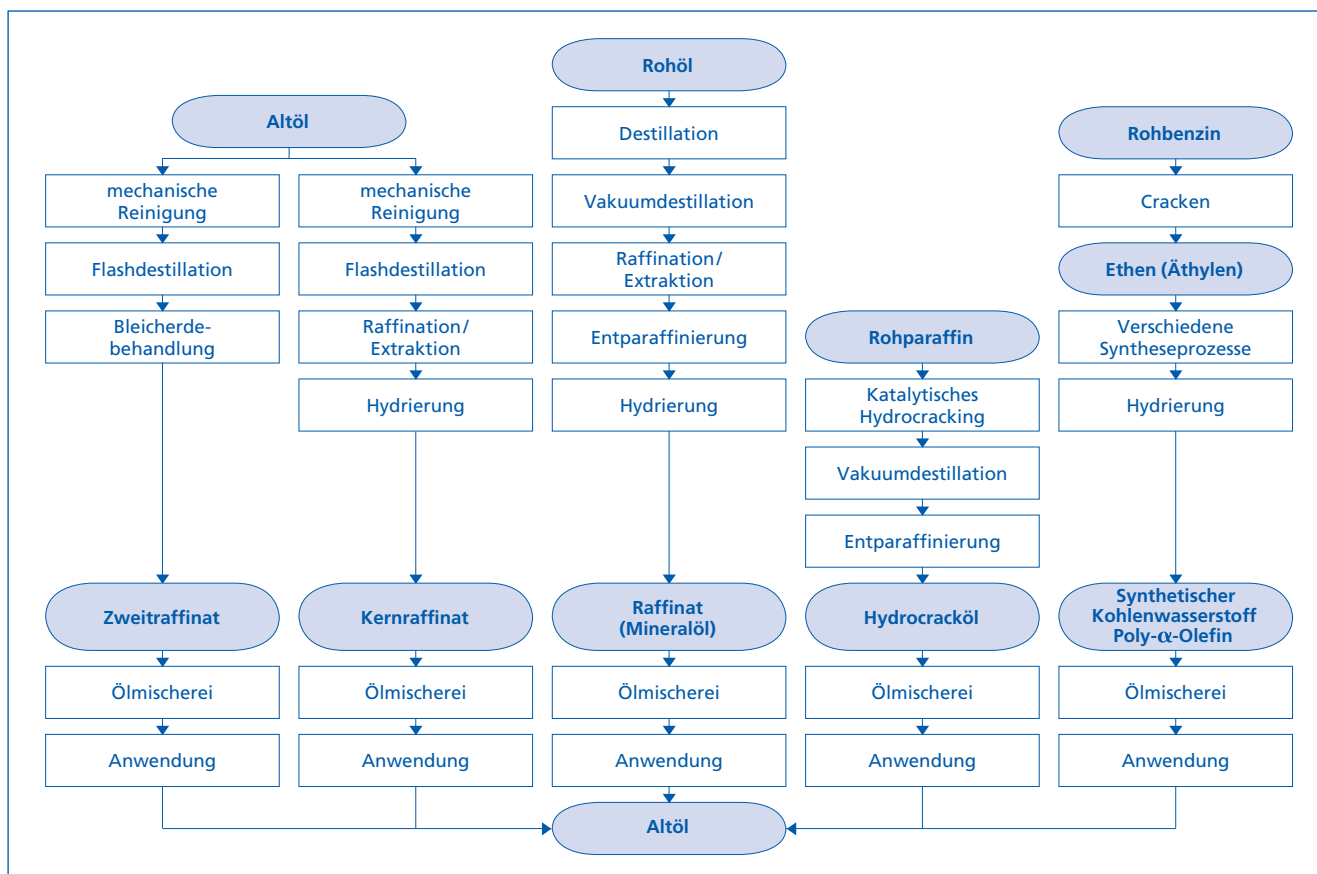 Altöl
mechanische
Reinigung
Flashdestillation
Bleicherde-
behandlung
Zweitraffinat
Ölmischerei
Anwendung
mechanische
Reinigung
Flashdestillation
Raffination/
Extraktion
Hydrierung
Kernraffinat
Ölmischerei
Anwendung
Rohöl
Destillation
Vakuumdestillation
Raffination/
Extraktion
Entparaffinierung
Hydrierung
Raffinat
(Mineralöl)
Ölmischerei
Anwendung
Altöl
Rohparaffin
Katalytisches
Hydrocracking
Vakuumdestillation
Entparaffinierung
Hydrocracköl
Ölmischerei
Anwendung
Rohbenzin
Cracken
Ethen (Äthylen)
Verschiedene
Syntheseprozesse
Hydrierung
Synthetischer
Kohlenwasserstoff
Poly-α-Olefin
Ölmischerei
Anwendung